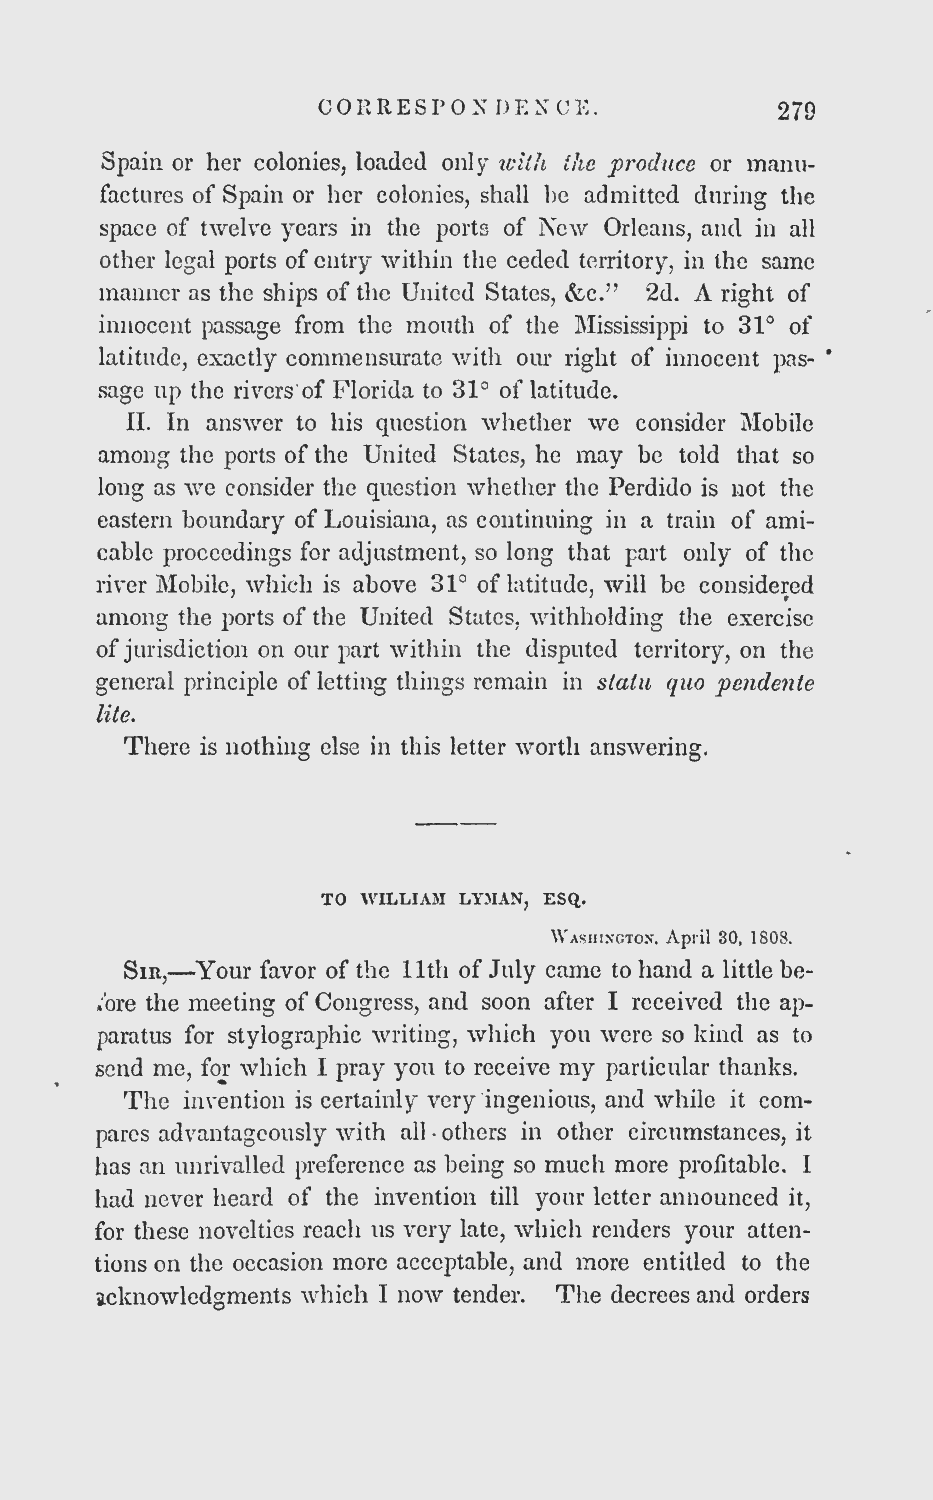 CORRESPONDENCE. 279
Spain or her colonies, loaded only with the produce or manu-
factures of Spain or her colonies, shall be admitted during the
space of twelve years in the ports of New Orleans, and in all
other legal ports of entry within the ceded territory, in the same
manner as the ships of the United States, &c.” 2d. A right of
innocent passage from the mouth of the Mississippi to 31° of
latitude, exactly commensurate with our right of innocent pas-
sage up the rivers of Florida to 31° of latitude.
II. In answer to his question whether we consider Mobile
among the ports of the United States, he may be told that so
long as we consider the question whether the Perdido is not the
eastern boundary of Louisiana, as continuing in a train of ami-
cable proceedings for adjustment, so long that part only of the
river Mobile, which is above 31° of latitude, will be considered
among the ports of the United States, withholding the exercise
of jurisdiction on our part within the disputed territory, on the
general principle of letting things remain in statu quo pendente
lite.
There is nothing else in this letter worth answering.
TO WILLIAM LYMAN, ESQ.
Washington, April 30, 1808.
Sir,—Your favor of the 11th of July came to hand a little be-
fore the meeting of Congress, and soon after I received the ap-
paratus for stylographic writing, which you were so kind as to
send me, for which I pray you to receive my particular thanks.
The invention is certainly very ingenious, and while it com-
pares advantageously with all others in other circumstances, it
has an unrivalled preference as being so much more profitable. I
had never heard of the invention till your letter announced it,
for these novelties reach us very late, which renders your atten-
tions on the occasion more acceptable, and more entitled to the
acknowledgments which I now tender. The decrees and orders